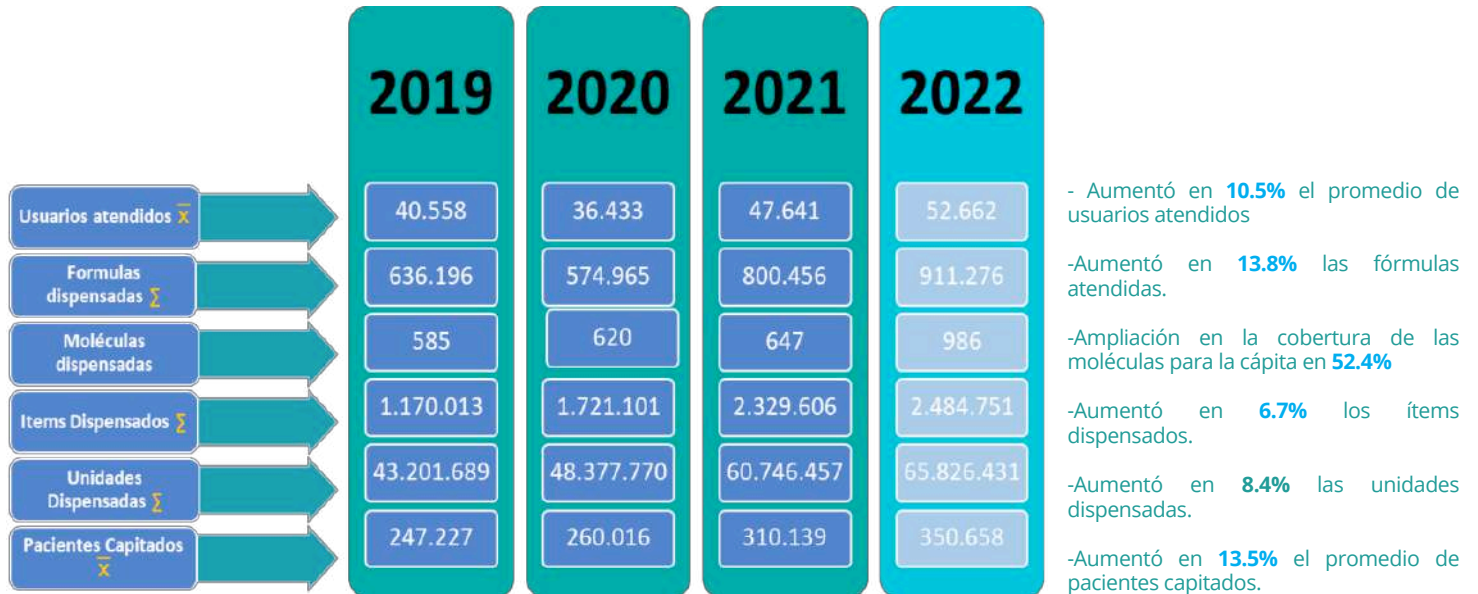 2019 2020 2021 2022
Usuarios atendidos x̅ 40.558 36.433 47.641 52.662
Formulas
dispensadas ∑ 636.196 574.965 800.456 911.276
Moléculas
dispensadas 585 620 647 986
Items Dispensados ∑ 1.170.013 1.721.101 2.329.606 2.484.751
Unidades
Dispensadas ∑ 43.201.689 48.377.770 60.746.457 65.826.431
Pacientes Capitados
x̅ 247.227 260.016 310.139 350.658
- Aumentó en 10.5% el promedio de
usuarios atendidos
-Aumentó en 13.8% las fórmulas
atendidas.
-Ampliación en la cobertura de las
moléculas para la cápita en 52.4%
-Aumentó en 6.7% los ítems
dispensados.
-Aumentó en 8.4% las unidades
dispensadas.
-Aumentó en 13.5% el promedio de
pacientes capitados.